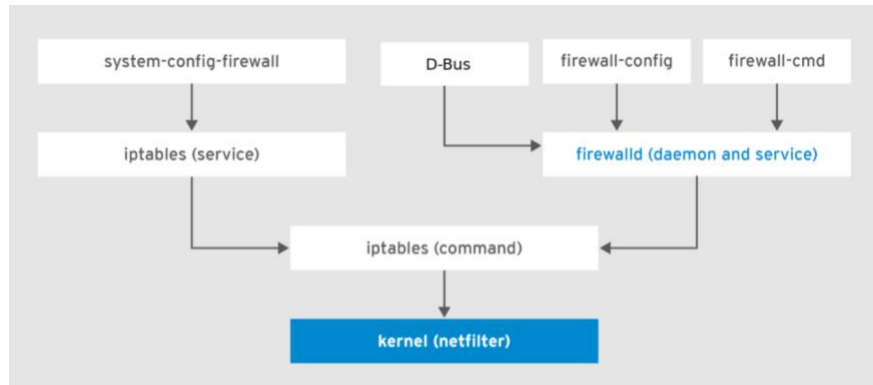 system-config-firewall
D-Bus
firewall-config
firewall-cmd
iptables (service)
firewalld (daemon and service)
iptables (command)
kernel (netfilter)